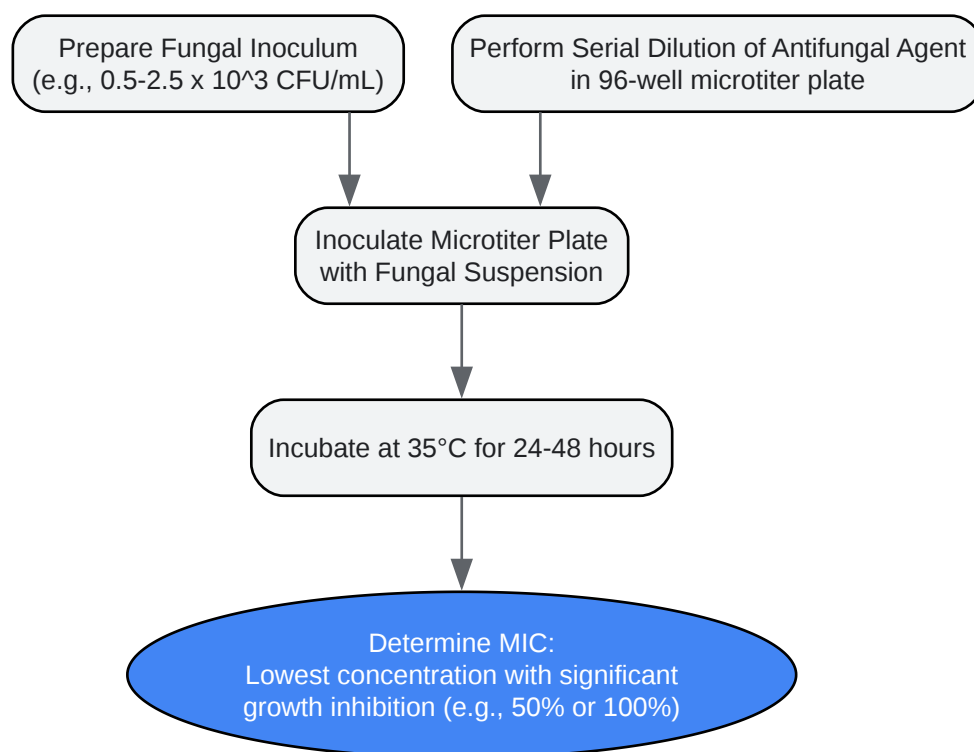 Prepare Fungal Inoculum
(e.g., 0.5-2.5 x 10^3 CFU/mL)
Perform Serial Dilution of Antifungal Agent
in 96-well microtiter plate
Inoculate Microtiter Plate
with Fungal Suspension
Incubate at 35°C for 24-48 hours
Determine MIC:
Lowest concentration with significant
growth inhibition (e.g., 50% or 100%)